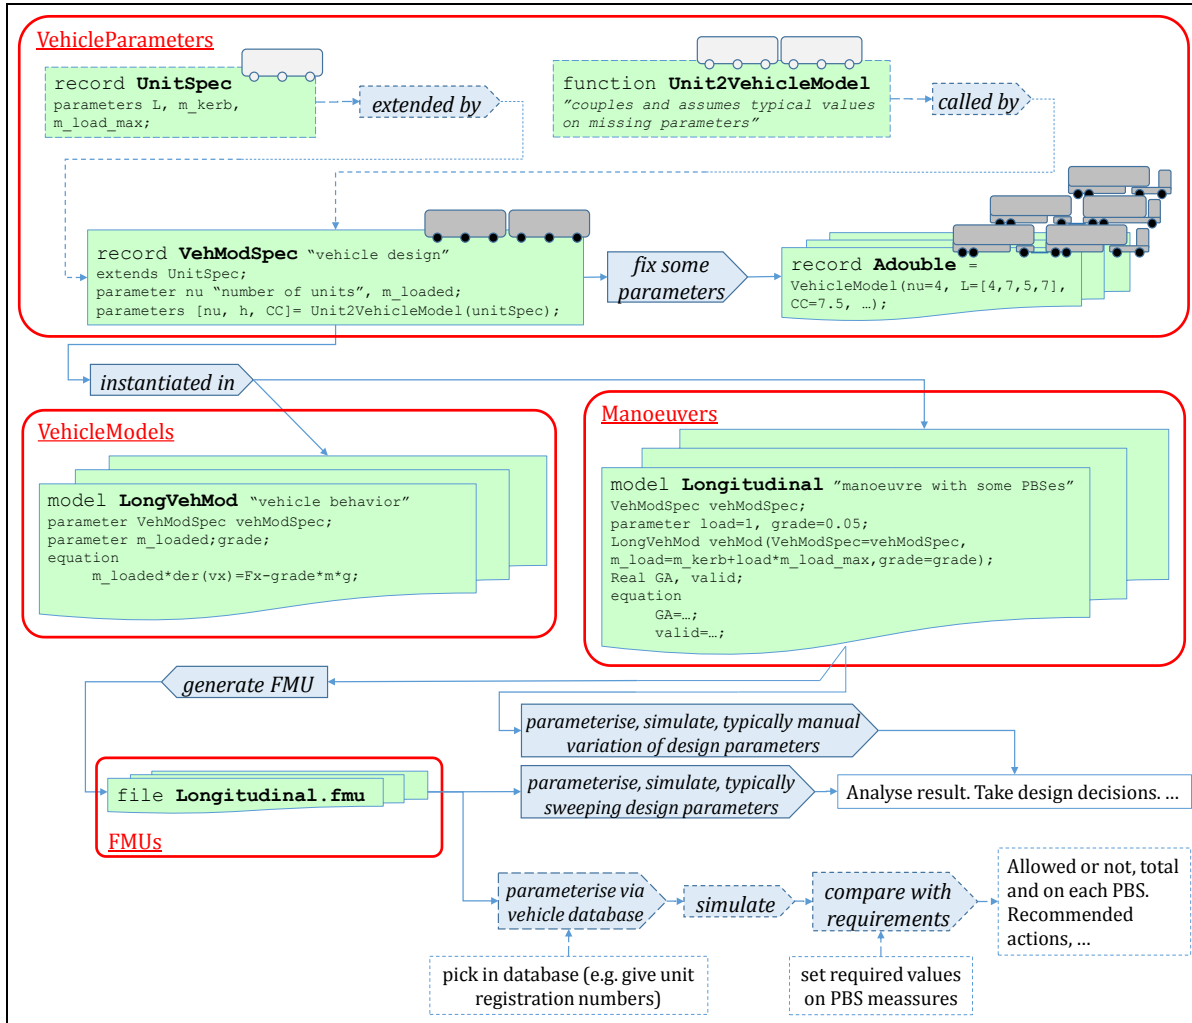 VehicleParameters
record UnitSpec
parameters L, m_kerb,
m_load_max;
extended by
function Unit2VehicleModel
"couples and assumes typical values
on missing parameters"
called by
record VehModSpec “vehicle design”
extends UnitSpec;
parameter nu “number of units”, m_loaded;
parameters [nu, h, CC]= Unit2VehicleModel(unitSpec);
fix some
parameters
record Adouble =
VehicleModel(nu=4, L=[4,7,5,7],
CC=7.5, …);
instantiated in
VehicleModels
model LongVehMod “vehicle behavior”
parameter VehModSpec vehModSpec;
parameter m_loaded;grade;
equation
m_loaded*der(vx)=Fx-grade*m*g;
Manoeuvers
model Longitudinal "manoeuvre with some PBSes"
VehModSpec vehModSpec;
parameter load=1, grade=0.05;
LongVehMod vehMod(VehModSpec=vehModSpec,
m_load=m_kerb+load*m_load_max,grade=grade);
Real GA, valid;
equation
GA=…;
valid=…;
generate FMU
parameterise, simulate, typically manual
variation of design parameters
file Longitudinal.fmu
FMUs
parameterise, simulate, typically
sweeping design parameters
Analyse result. Take design decisions. …
parameterise via
vehicle database
simulate
compare with
requirements
Allowed or not, total
and on each PBS.
Recommended
actions, …
pick in database (e.g. give unit
registration numbers)
set required values
on PBS meassures